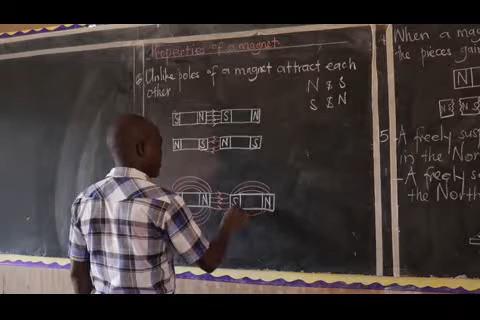 Properties of a magnet
Unlike poles of a magnet attract each
other
N & S
S & N
S N S N
N S N S
N S N
When a mag
the pieces gain
N
N S N S
5
-A freely susp
in the Nor
-A freely s
the North